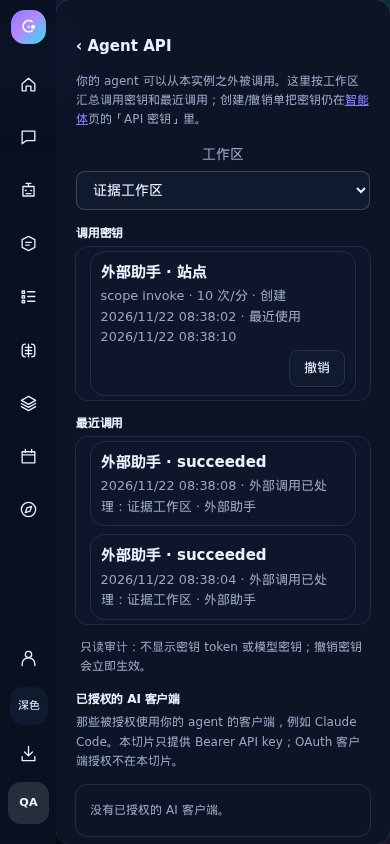 ‹ Agent API
你的 agent 可以从本实例之外被调用。这里按工作区
汇总调用密钥和最近调用；创建/撤销单把密钥仍在智能
体页的「API 密钥」里。
工作区
证据工作区
调用密钥
外部助手 · 站点
scope invoke · 10 次/分 · 创建
2026/11/22 08:38:02 · 最近使用
2026/11/22 08:38:10
撤销
最近调用
外部助手 · succeeded
2026/11/22 08:38:08 · 外部调用已处
理：证据工作区 · 外部助手
外部助手 · succeeded
2026/11/22 08:38:04 · 外部调用已处
理：证据工作区 · 外部助手
只读审计：不显示密钥 token 或模型密钥；撤销密钥
会立即生效。
深色
已授权的 AI 客户端
那些被授权使用你的 agent 的客户端，例如 Claude
Code。本切片只提供 Bearer API key；OAuth 客户
端授权不在本切片。
QA
没有已授权的 AI 客户端。